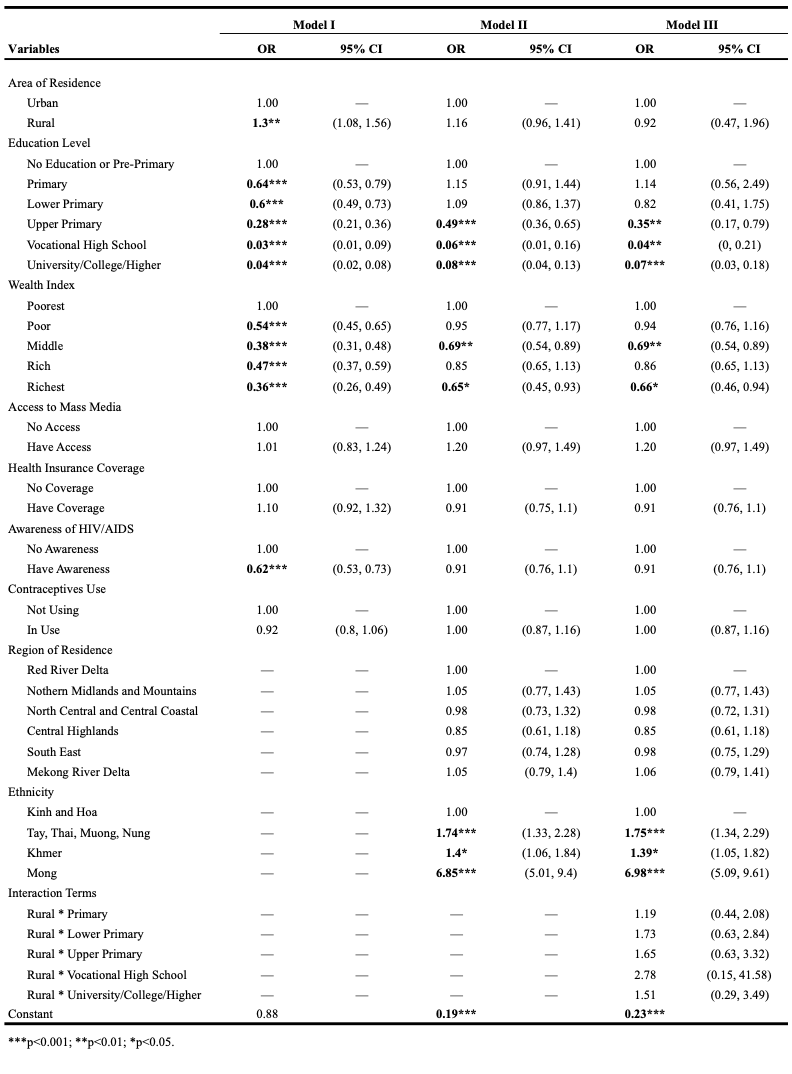 Model I Model II Model III
Variables OR 95% CI OR 95% CI OR 95% CI
Area of Residence
Urban 1.00 — 1.00 — 1.00 —
Rural 1.3** (1.08, 1.56) 1.16 (0.96, 1.41) 0.92 (0.47, 1.96)
Education Level
No Education or Pre-Primary 1.00 — 1.00 — 1.00 —
Primary 0.64*** (0.53, 0.79) 1.15 (0.91, 1.44) 1.14 (0.56, 2.49)
Lower Primary 0.6*** (0.49, 0.73) 1.09 (0.86, 1.37) 0.82 (0.41, 1.75)
Upper Primary 0.28*** (0.21, 0.36) 0.49*** (0.36, 0.65) 0.35** (0.17, 0.79)
Vocational High School 0.03*** (0.01, 0.09) 0.06*** (0.01, 0.16) 0.04** (0, 0.21)
University/College/Higher 0.04*** (0.02, 0.08) 0.08*** (0.04, 0.13) 0.07*** (0.03, 0.18)
Wealth Index
Poorest 1.00 — 1.00 — 1.00 —
Poor 0.54*** (0.45, 0.65) 0.95 (0.77, 1.17) 0.94 (0.76, 1.16)
Middle 0.38*** (0.31, 0.48) 0.69** (0.54, 0.89) 0.69** (0.54, 0.89)
Rich 0.47*** (0.37, 0.59) 0.85 (0.65, 1.13) 0.86 (0.65, 1.13)
Richest 0.36*** (0.26, 0.49) 0.65* (0.45, 0.93) 0.66* (0.46, 0.94)
Access to Mass Media
No Access 1.00 — 1.00 — 1.00 —
Have Access 1.01 (0.83, 1.24) 1.20 (0.97, 1.49) 1.20 (0.97, 1.49)
Health Insurance Coverage
No Coverage 1.00 — 1.00 — 1.00 —
Have Coverage 1.10 (0.92, 1.32) 0.91 (0.75, 1.1) 0.91 (0.76, 1.1)
Awareness of HIV/AIDS
No Awareness 1.00 — 1.00 — 1.00 —
Have Awareness 0.62*** (0.53, 0.73) 0.91 (0.76, 1.1) 0.91 (0.76, 1.1)
Contraceptives Use
Not Using 1.00 — 1.00 — 1.00 —
In Use 0.92 (0.8, 1.06) 1.00 (0.87, 1.16) 1.00 (0.87, 1.16)
Region of Residence
Red River Delta — — 1.00 — 1.00 —
Nothern Midlands and Mountains — — 1.05 (0.77, 1.43) 1.05 (0.77, 1.43)
North Central and Central Coastal — — 0.98 (0.73, 1.32) 0.98 (0.72, 1.31)
Central Highlands — — 0.85 (0.61, 1.18) 0.85 (0.61, 1.18)
South East — — 0.97 (0.74, 1.28) 0.98 (0.75, 1.29)
Mekong River Delta — — 1.05 (0.79, 1.4) 1.06 (0.79, 1.41)
Ethnicity
Kinh and Hoa — — 1.00 — 1.00 —
Tay, Thai, Muong, Nung — — 1.74*** (1.33, 2.28) 1.75*** (1.34, 2.29)
Khmer — — 1.4* (1.06, 1.84) 1.39* (1.05, 1.82)
Mong — — 6.85*** (5.01, 9.4) 6.98*** (5.09, 9.61)
Interaction Terms
Rural * Primary — — — — 1.19 (0.44, 2.08)
Rural * Lower Primary — — — — 1.73 (0.63, 2.84)
Rural * Upper Primary — — — — 1.65 (0.63, 3.32)
Rural * Vocational High School — — — — 2.78 (0.15, 41.58)
Rural * University/College/Higher — — — — 1.51 (0.29, 3.49)
Constant 0.88 0.19*** 0.23***
***p<0.001; **p<0.01; *p<0.05.